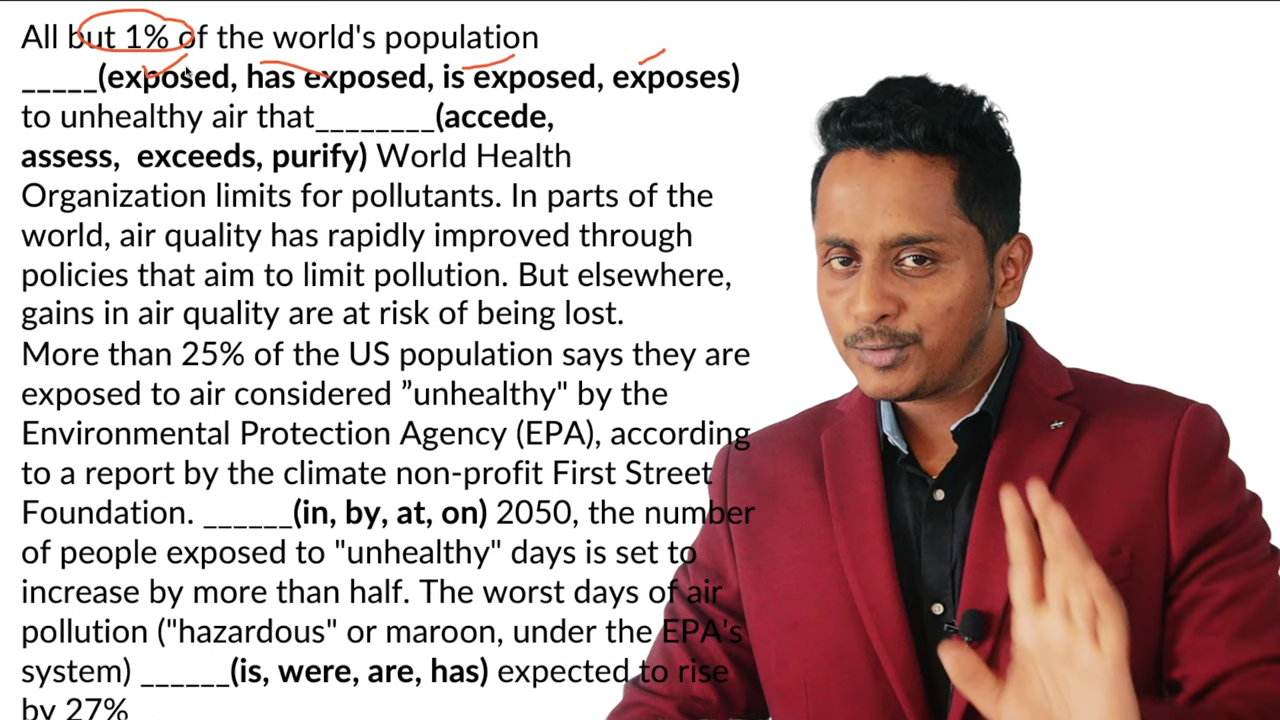 All but 1% of the world's population
_____(exposed, has exposed, is exposed, exposes)
to unhealthy air that________(accede,
assess,  exceeds, purify) World Health
Organization limits for pollutants. In parts of the
world, air quality has rapidly improved through
policies that aim to limit pollution. But elsewhere,
gains in air quality are at risk of being lost.
More than 25% of the US population says they are
exposed to air considered ”unhealthy" by the
Environmental Protection Agency (EPA), according
to a report by the climate non-profit First Street
Foundation. ______(in, by, at, on) 2050, the number
of people exposed to "unhealthy" days is set to
increase by more than half. The worst days of air
pollution ("hazardous" or maroon, under the EPA's
system) ______(is, were, are, has) expected to rise
by 27%